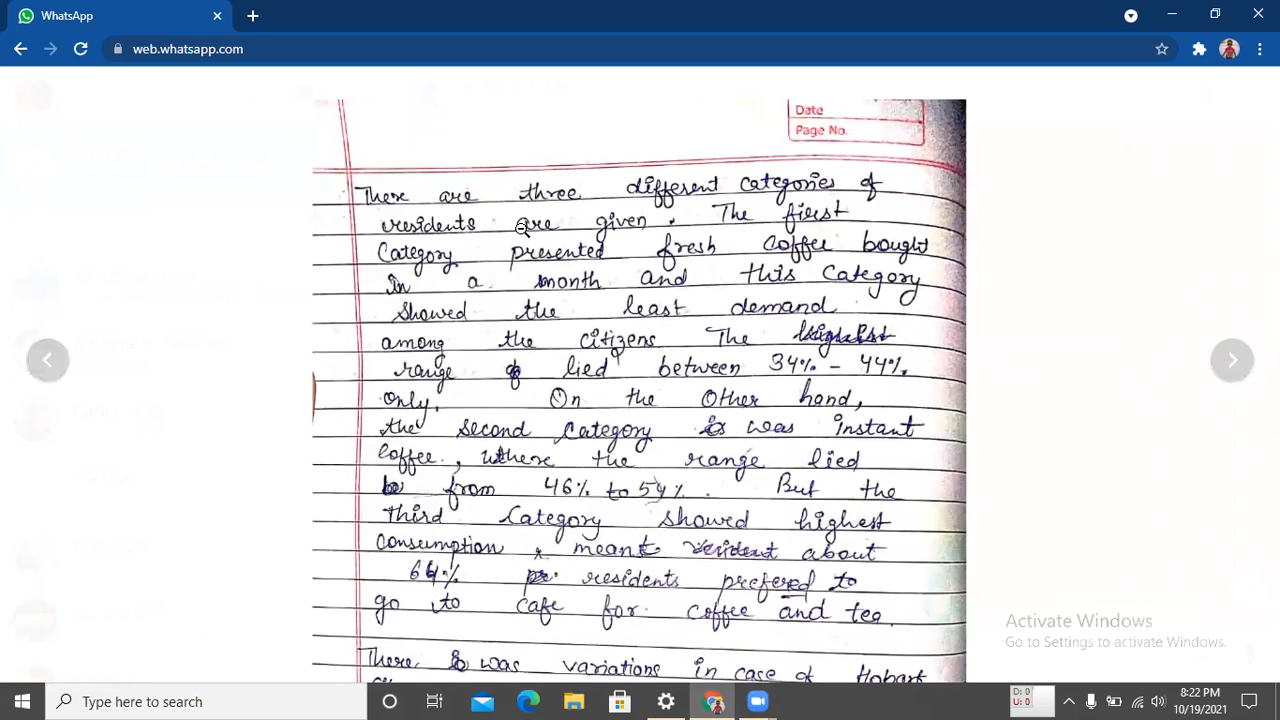 WhatsApp
web.whatsapp.com
Date
Page No.
There are three different categories of
residents are given. The first
Category presented fresh coffee bought
In a month and this category
showed the least demand
among the citizens The highest
range lied between 34% - 44%.
only. On the other hand,
the second category was instant
coffee, where the range lied
from 46% to 54%. But the
third category showed highest
consumption, meant resident about
64% residents prefered to
go to cafe for coffee and tea.
There was variations in case of Hobart
Activate Windows
Go to Settings to activate Windows.
Type here to search
D: 0
U: 0
8:22 PM
10/19/2021